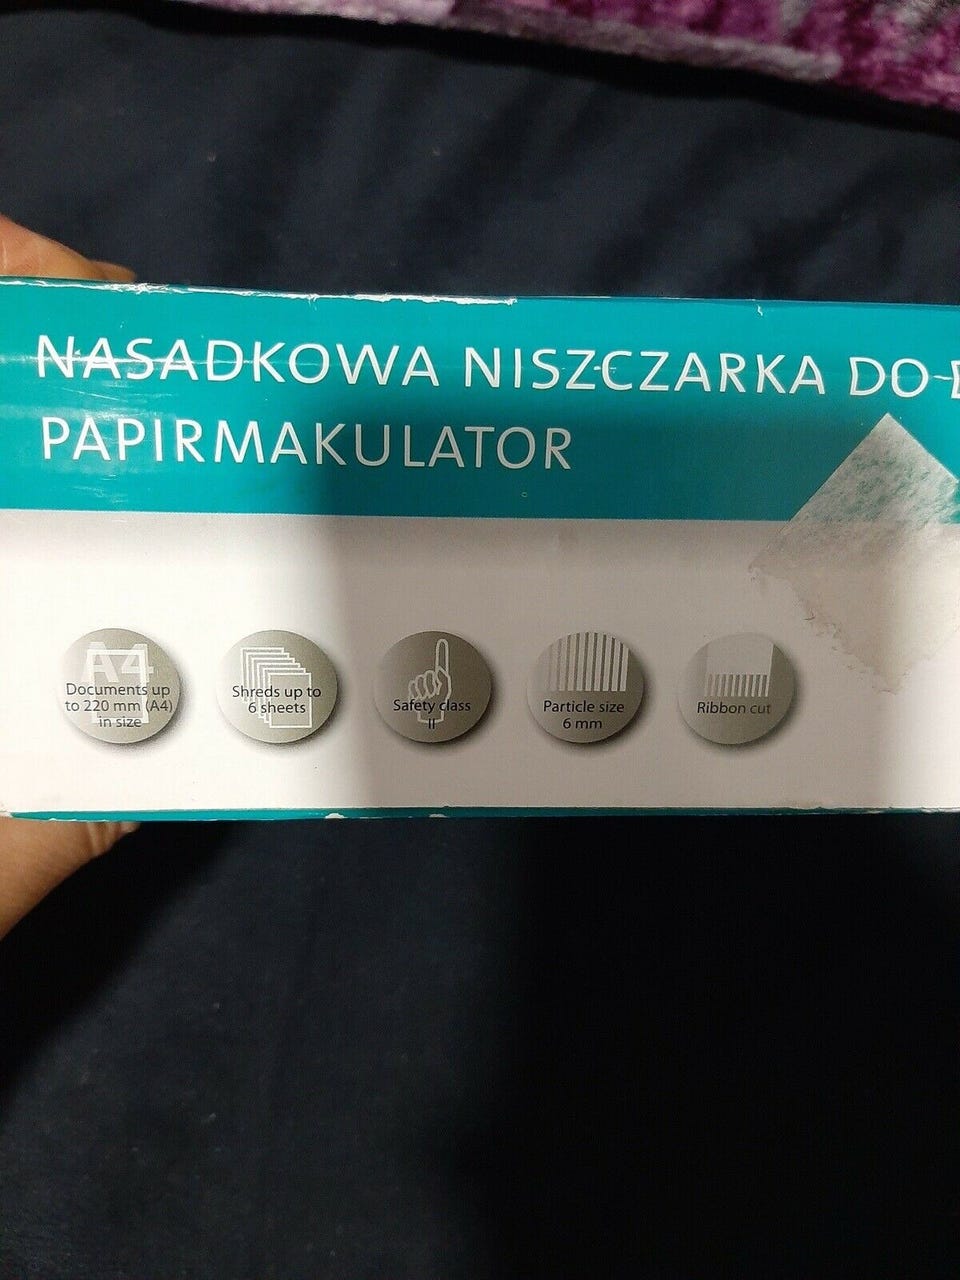 NASADKOWA NISZCZARKA DO
PAPIRMAKULATOR
A4
Documents up
to 220 mm (A4)
in size
Shreds up to
6 sheets
Safety class
II
Particle size
6 mm
Ribbon cut